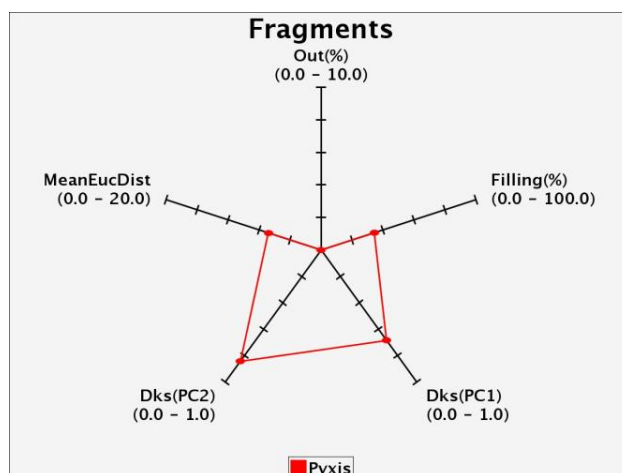 Fragments
Out(%)
(0.0 - 10.0)
MeanEucDist
(0.0 - 20.0)
Filling(%)
(0.0 - 100.0)
Dks(PC2)
(0.0 - 1.0)
Dks(PC1)
(0.0 - 1.0)
Pyxis